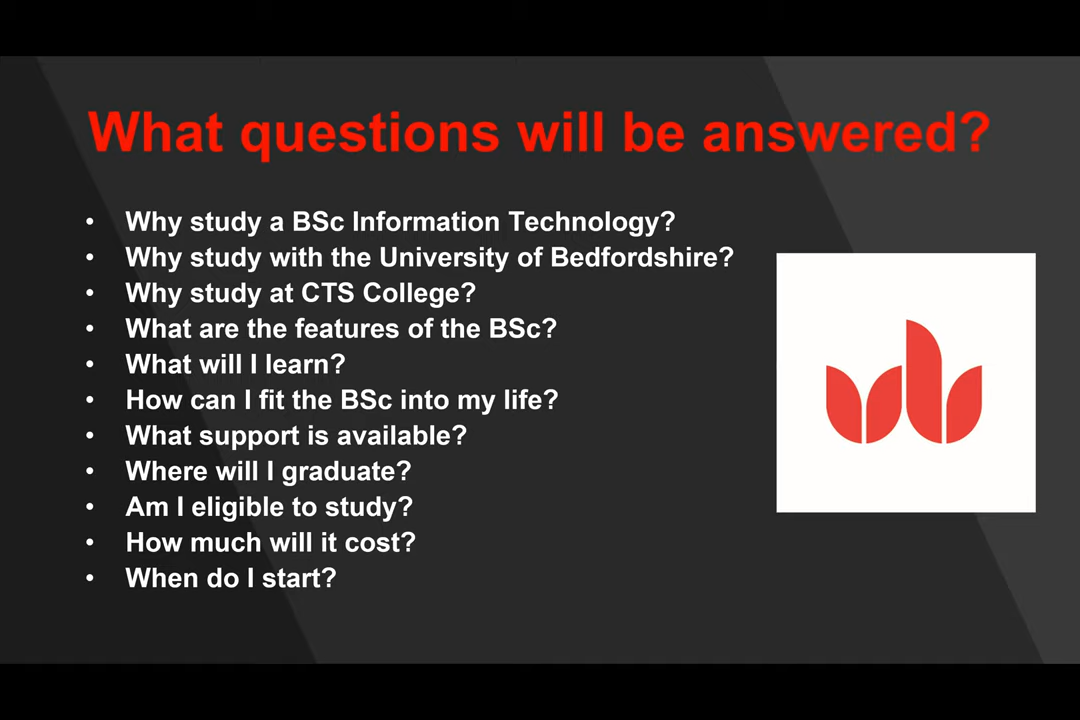 What questions will be answered?
• Why study a BSc Information Technology?
• Why study with the University of Bedfordshire?
• Why study at CTS College?
• What are the features of the BSc?
• What will I learn?
• How can I fit the BSc into my life?
• What support is available?
• Where will I graduate?
• Am I eligible to study?
• How much will it cost?
• When do I start?